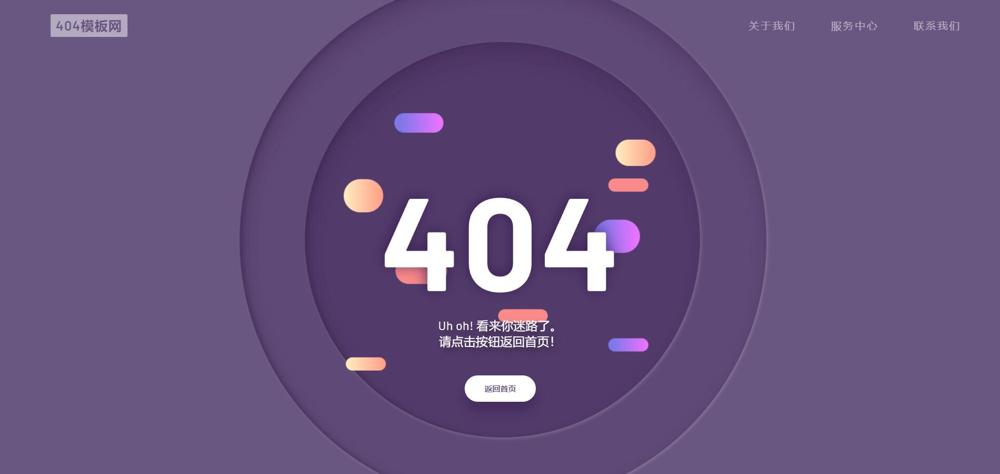 404模板网
关于我们
服务中心
联系我们
404
Uh oh! 看来你迷路了。
请点击按钮返回首页！
返回首页